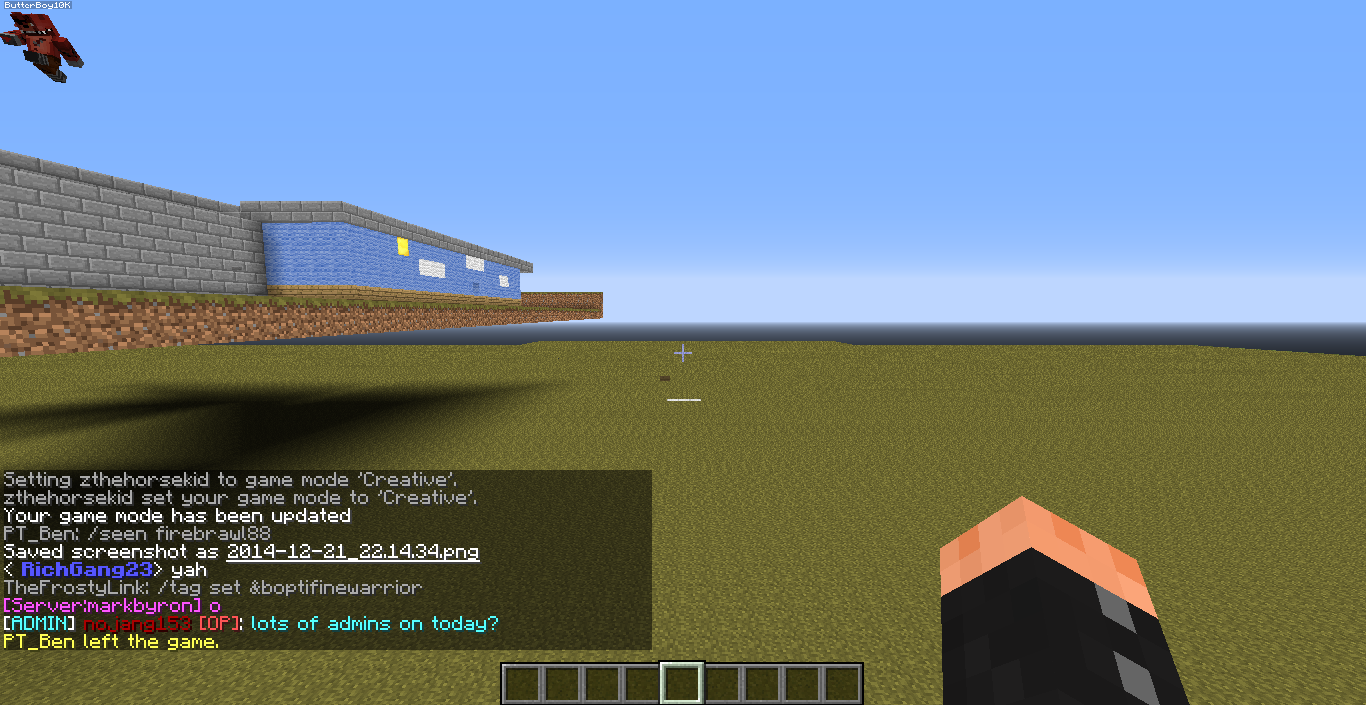 ButterBoy10K
Setting zthehorsekid to game mode 'Creative'.
zthehorsekid set your game mode to 'Creative'.
Your game mode has been updated
PT_Ben: /seen firebrawl88
Saved screenshot as 2014-12-21_22.14.34.png
< RichGang23> yah
TheFrostyLink: /tag set &boptifinewarrior
[Server:markbyron] o
[ADMIN] nojang153 [OP]: lots of admins on today?
PT_Ben left the game.